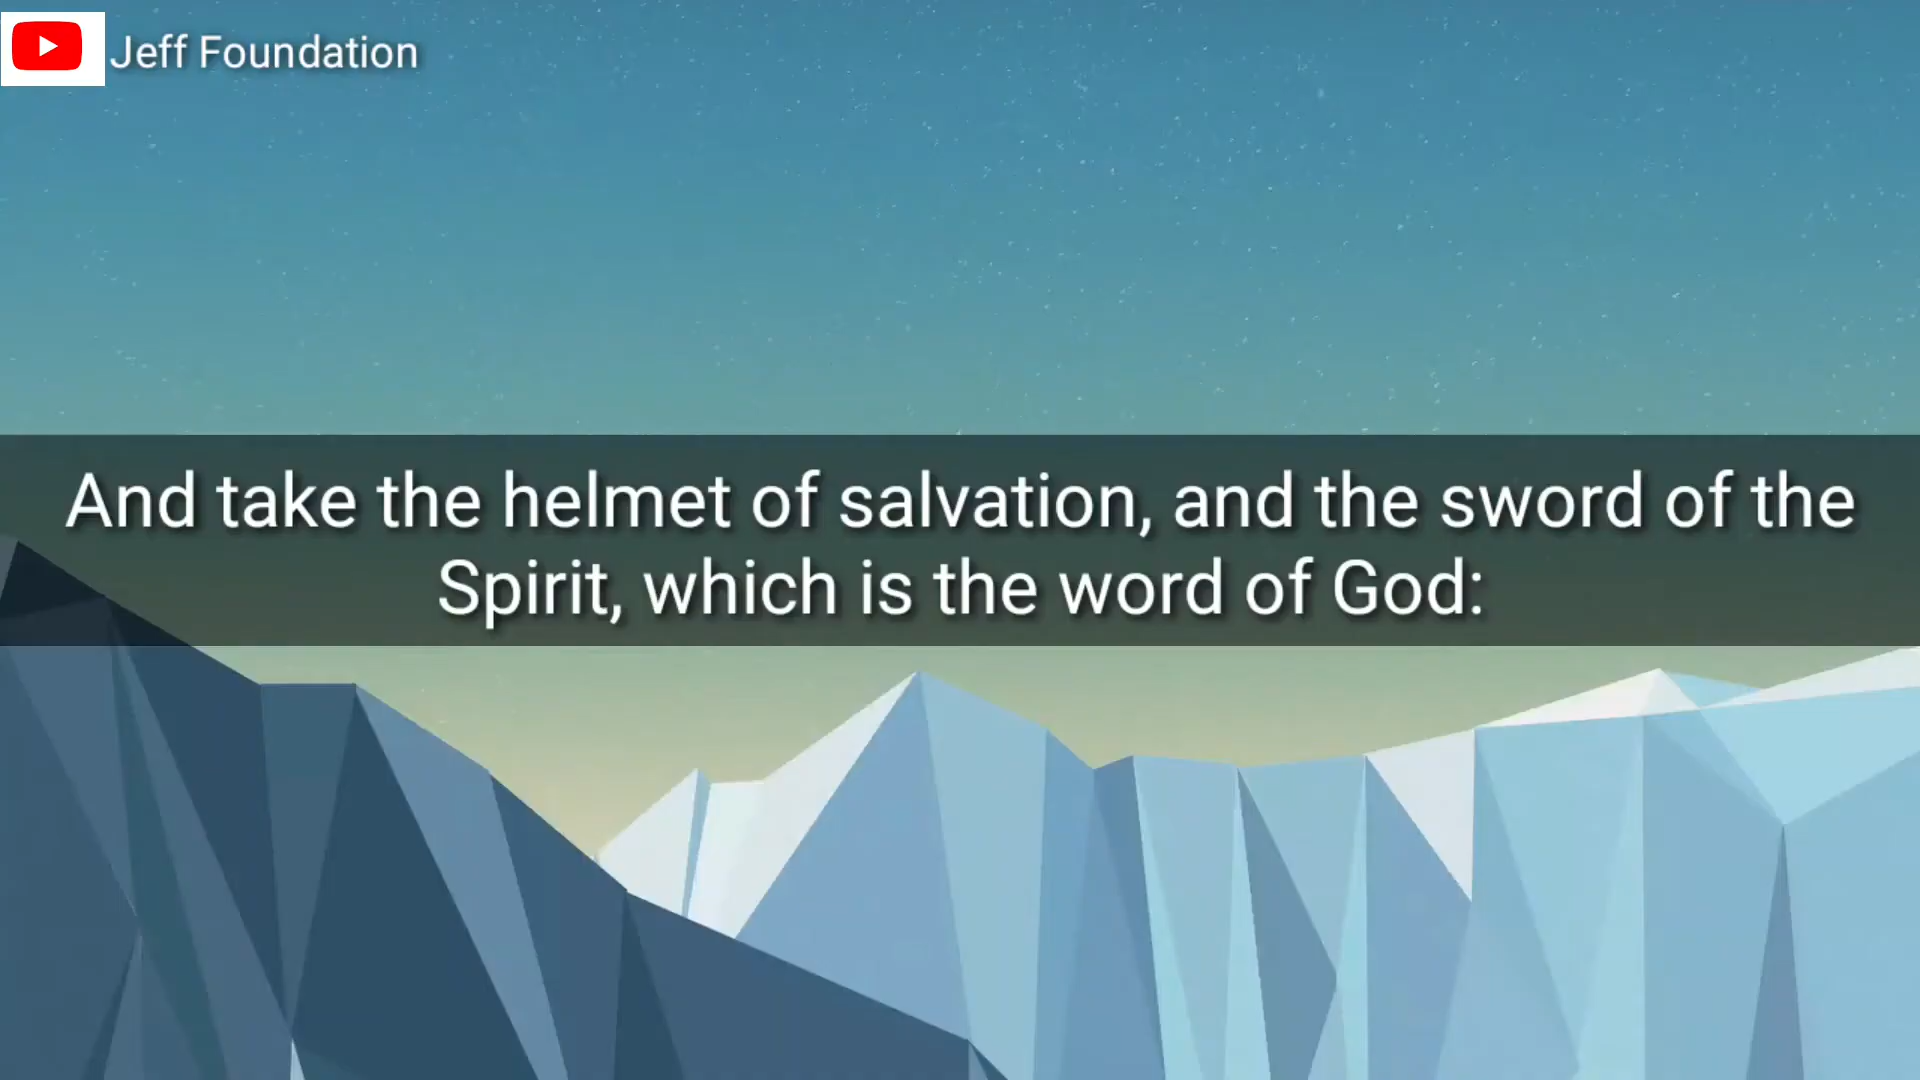 Jeff Foundation
And take the helmet of salvation, and the sword of the
Spirit, which is the word of God: